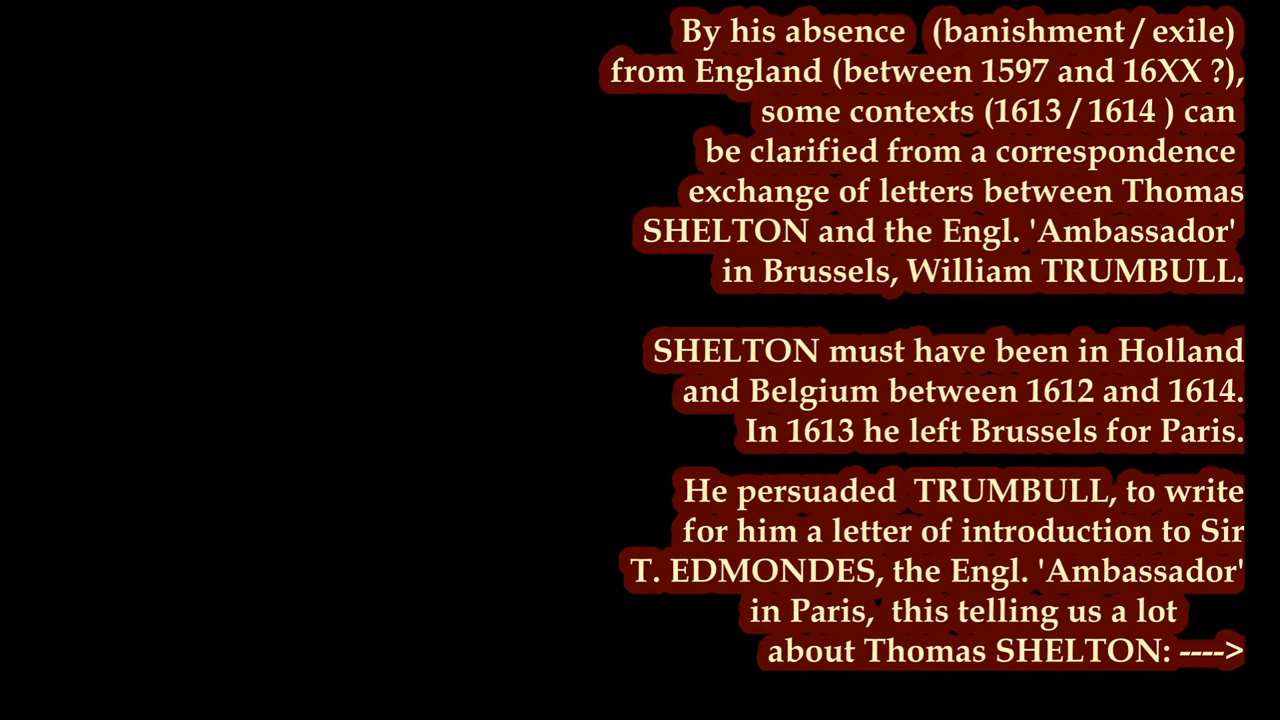 By his absence (banishment / exile)
from England (between 1597 and 16XX ?),
some contexts (1613 / 1614 ) can
be clarified from a correspondence
exchange of letters between Thomas
SHELTON and the Engl. 'Ambassador'
in Brussels, William TRUMBULL.
SHELTON must have been in Holland
and Belgium between 1612 and 1614.
In 1613 he left Brussels for Paris.
He persuaded TRUMBULL, to write
for him a letter of introduction to Sir
T. EDMONDES, the Engl. 'Ambassador'
in Paris, this telling us a lot
about Thomas SHELTON: ---->